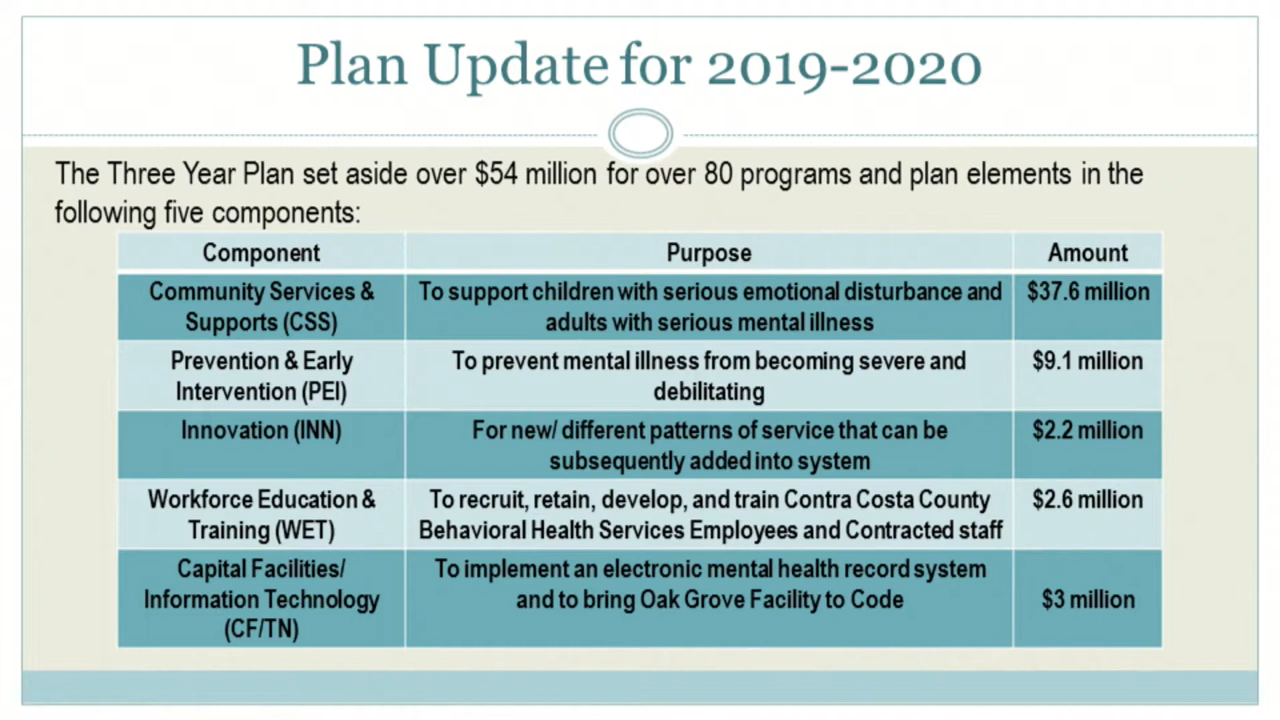 Plan Update for 2019-2020
The Three Year Plan set aside over $54 million for over 80 programs and plan elements in the
following five components:
Component Purpose Amount
Community Services &
Supports (CSS)
To support children with serious emotional disturbance and
adults with serious mental illness
$37.6 million
Prevention & Early
Intervention (PEI)
To prevent mental illness from becoming severe and
debilitating
$9.1 million
Innovation (INN)
For new/ different patterns of service that can be
subsequently added into system
$2.2 million
Workforce Education &
Training (WET)
To recruit, retain, develop, and train Contra Costa County
Behavioral Health Services Employees and Contracted staff
$2.6 million
Capital Facilities/
Information Technology
(CF/TN)
To implement an electronic mental health record system
and to bring Oak Grove Facility to Code
$3 million